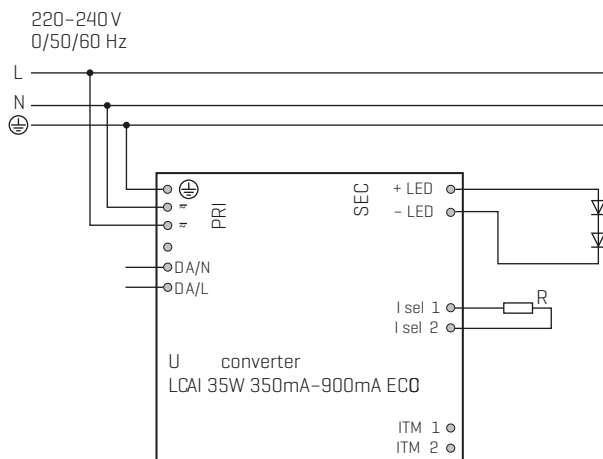 220–240 V
0/50/60 Hz
L
N
PRI
SEC
+ LED
– LED
DA/N
DA/L
I sel 1
I sel 2
R
U converter
LCAI 35W 350mA–900mA ECO
ITM 1
ITM 2